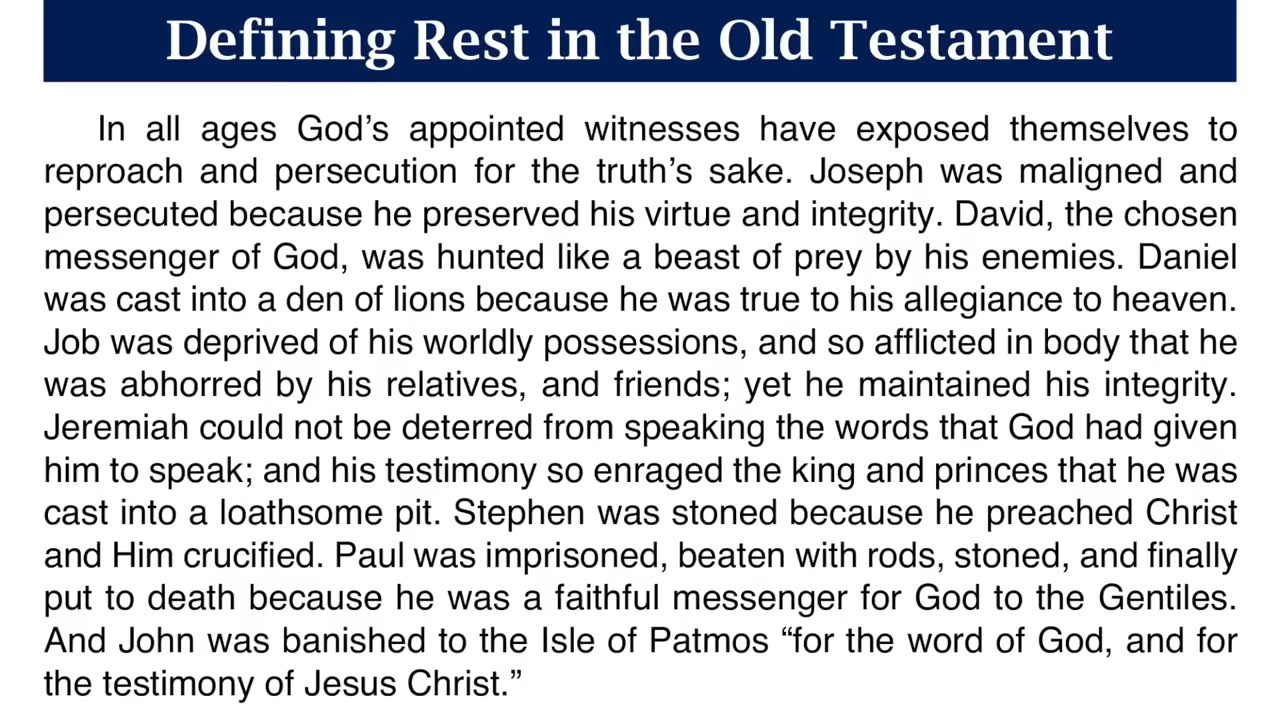 Defining Rest in the Old Testament
In all ages God’s appointed witnesses have exposed themselves to
reproach and persecution for the truth’s sake. Joseph was maligned and
persecuted because he preserved his virtue and integrity. David, the chosen
messenger of God, was hunted like a beast of prey by his enemies. Daniel
was cast into a den of lions because he was true to his allegiance to heaven.
Job was deprived of his worldly possessions, and so afflicted in body that he
was abhorred by his relatives, and friends; yet he maintained his integrity.
Jeremiah could not be deterred from speaking the words that God had given
him to speak; and his testimony so enraged the king and princes that he was
cast into a loathsome pit. Stephen was stoned because he preached Christ
and Him crucified. Paul was imprisoned, beaten with rods, stoned, and finally
put to death because he was a faithful messenger for God to the Gentiles.
And John was banished to the Isle of Patmos “for the word of God, and for
the testimony of Jesus Christ.”